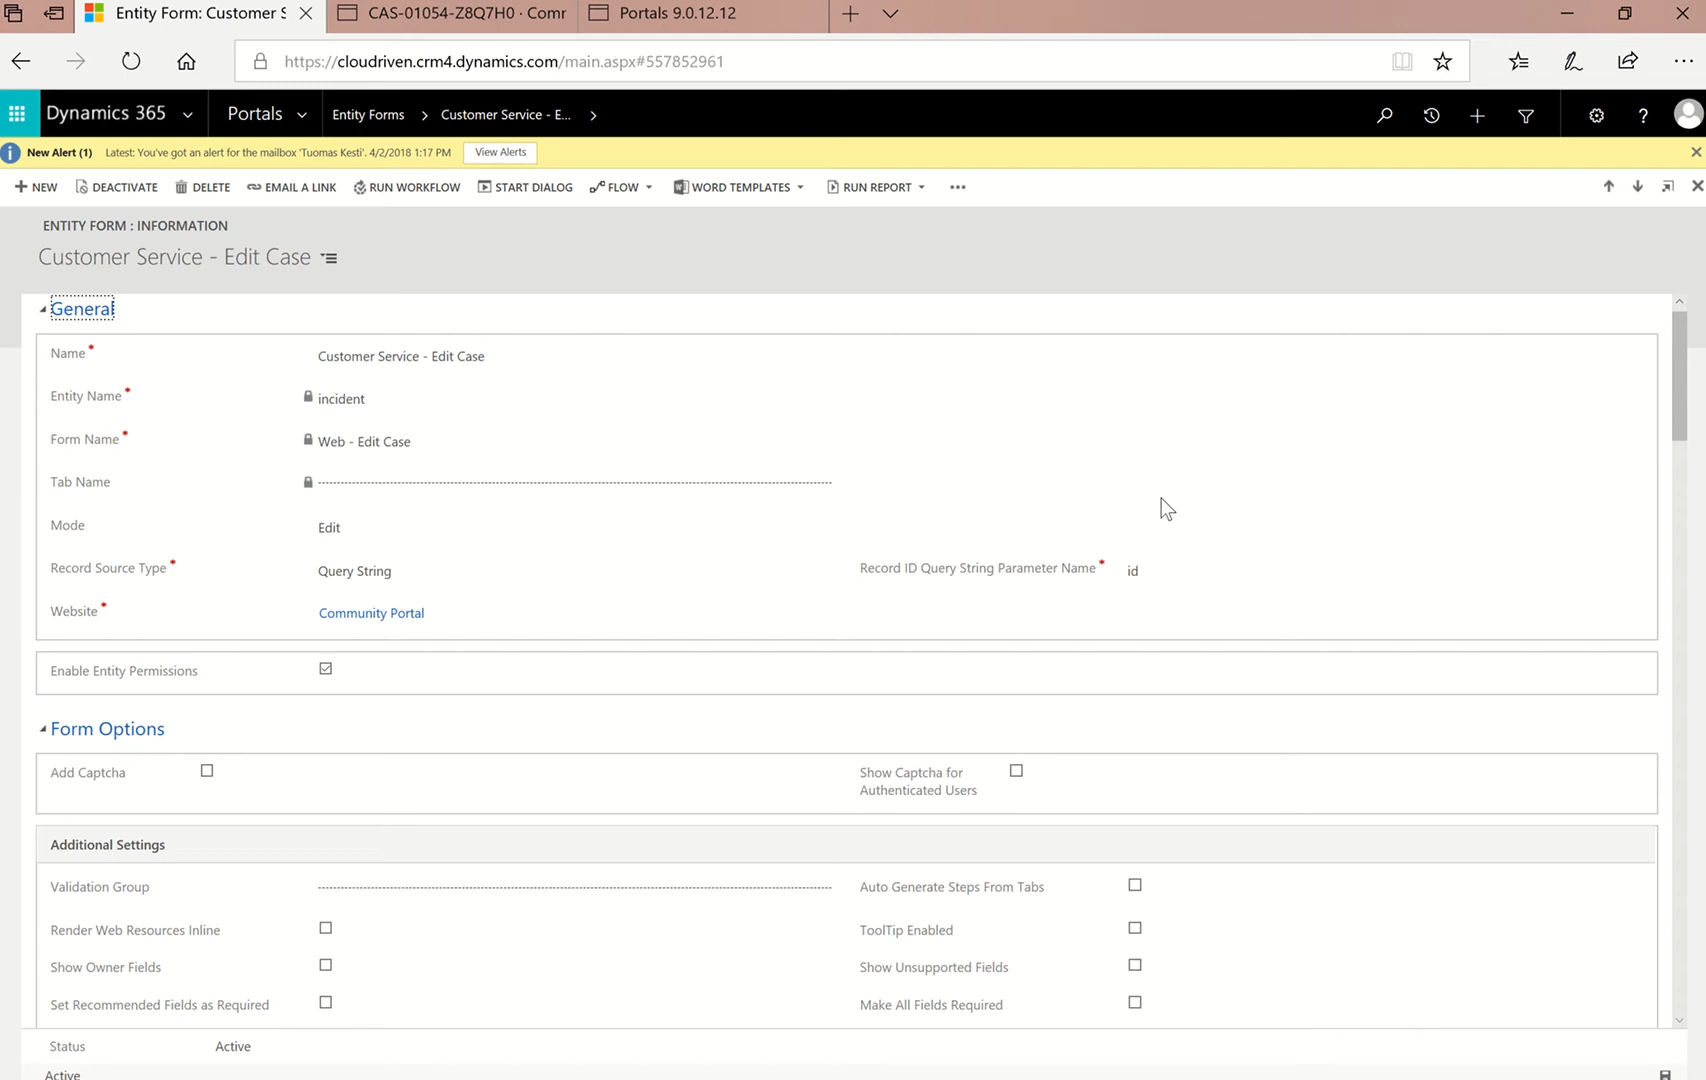 Entity Form: Customer S
CAS-01054-Z8Q7H0 · Comr
Portals 9.0.12.12
https://cloudriven.crm4.dynamics.com/main.aspx#557852961
Dynamics 365
Portals
Entity Forms
Customer Service - E...
New Alert (1) Latest: You've got an alert for the mailbox 'Tuomas Kesti'. 4/2/2018 1:17 PM View Alerts
NEW DEACTIVATE DELETE EMAIL A LINK RUN WORKFLOW START DIALOG FLOW WORD TEMPLATES RUN REPORT
ENTITY FORM : INFORMATION
Customer Service - Edit Case
General
Name * Customer Service - Edit Case
Entity Name * incident
Form Name * Web - Edit Case
Tab Name
Mode Edit
Record Source Type * Query String Record ID Query String Parameter Name * id
Website * Community Portal
Enable Entity Permissions
Form Options
Add Captcha Show Captcha for
Authenticated Users
Additional Settings
Validation Group Auto Generate Steps From Tabs
Render Web Resources Inline ToolTip Enabled
Show Owner Fields Show Unsupported Fields
Set Recommended Fields as Required Make All Fields Required
Status Active
Active